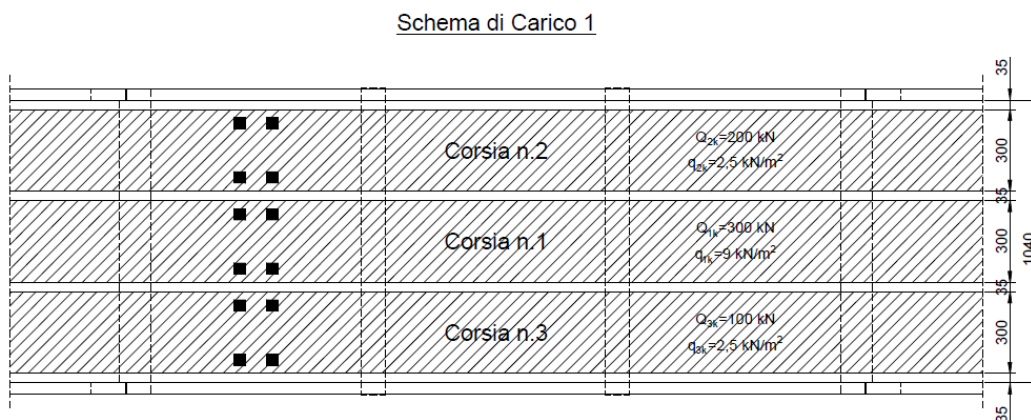 Schema di Carico 1
35
Corsia n.2
Q2k=200 kN
q2k=2,5 kN/m²
300
35
Corsia n.1
Q1k=300 kN
q1k=9 kN/m²
300
1040
35
Corsia n.3
Q3k=100 kN
q3k=2,5 kN/m²
300
35